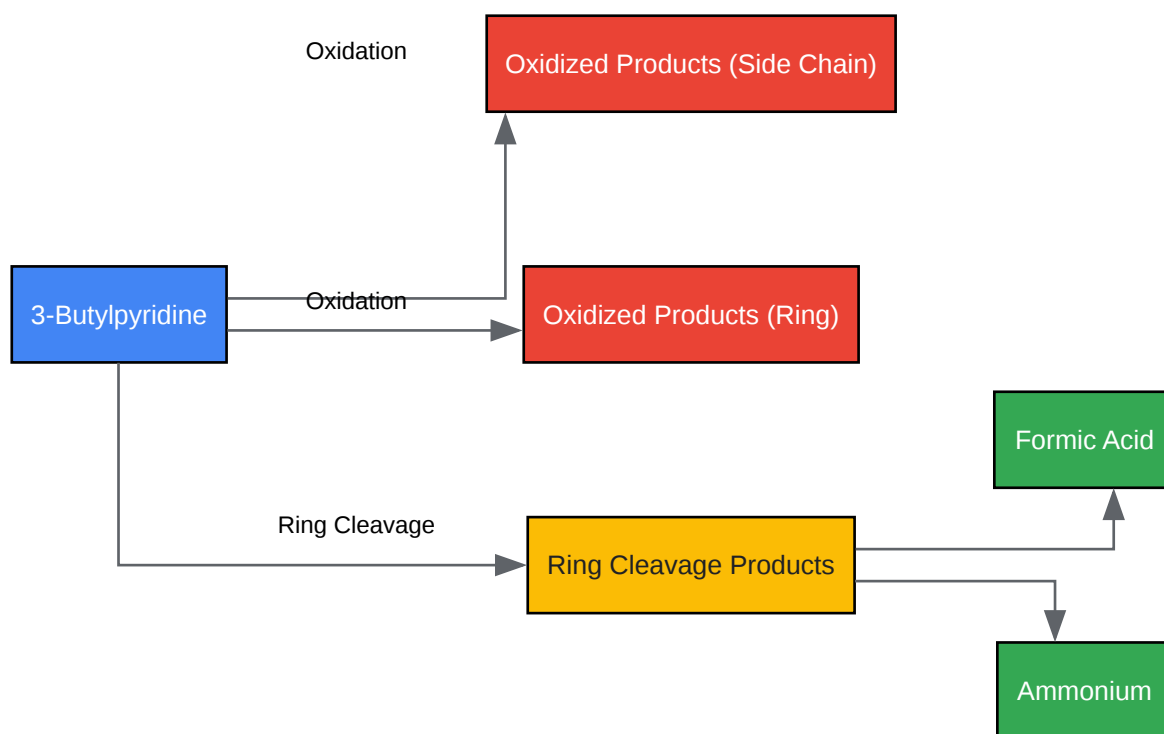 Oxidation
Oxidized Products (Side Chain)
3-Butylpyridine
Oxidation
Oxidized Products (Ring)
Formic Acid
Ring Cleavage
Ring Cleavage Products
Ammonium